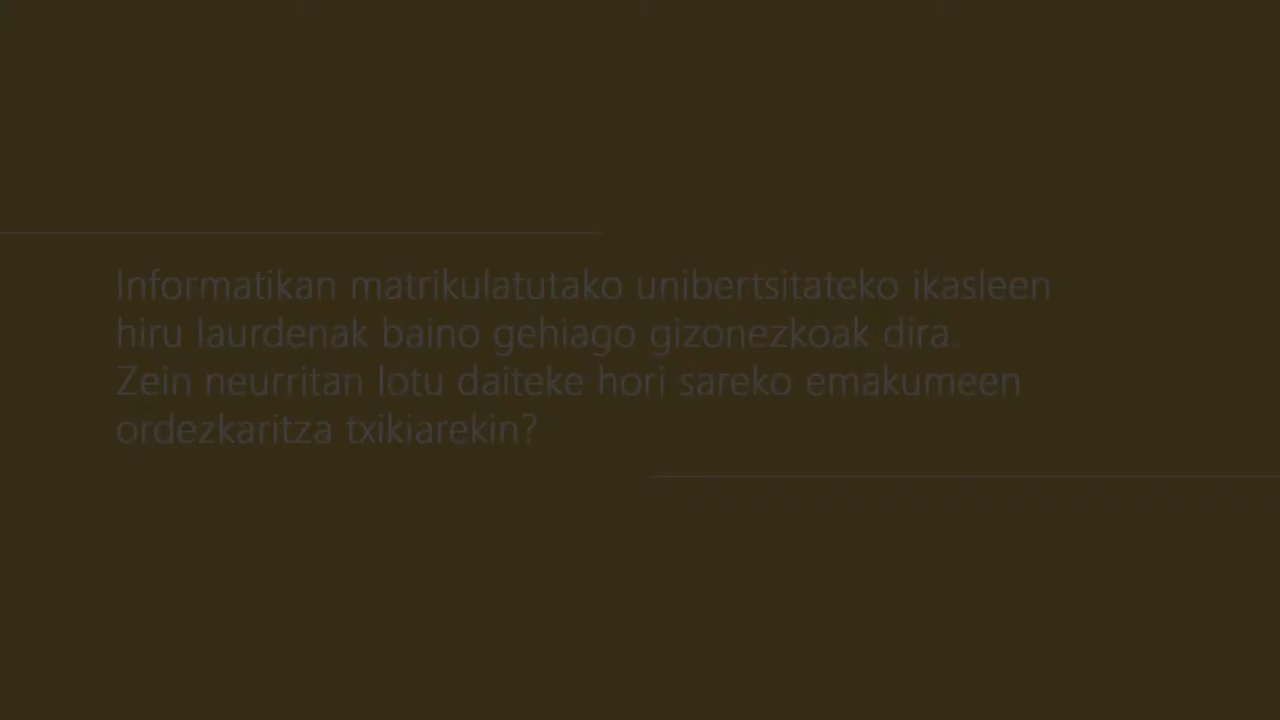 Informatikan matrikulatutako unibertsitateko ikasleen
hiru laurdenak baino gehiago gizonezkoak dira.
Zein neurritan lotu daiteke hori sareko emakumeen
ordezkaritza txikiarekin?